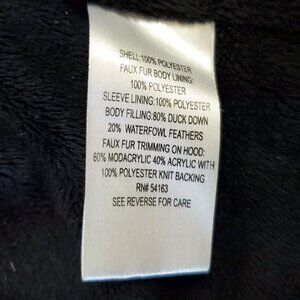 SHELL:100% POLYESTER
FAUX FUR BODY LINING:
100% POLYESTER
SLEEVE LINING:100% POLYESTER
BODY FILLING:80% DUCK DOWN
20% WATERFOWL FEATHERS
FAUX FUR TRIMMING ON HOOD:
60% MODACRYLIC 40% ACRYLIC WITH
100% POLYESTER KNIT BACKING
RN# 54163
SEE REVERSE FOR CARE